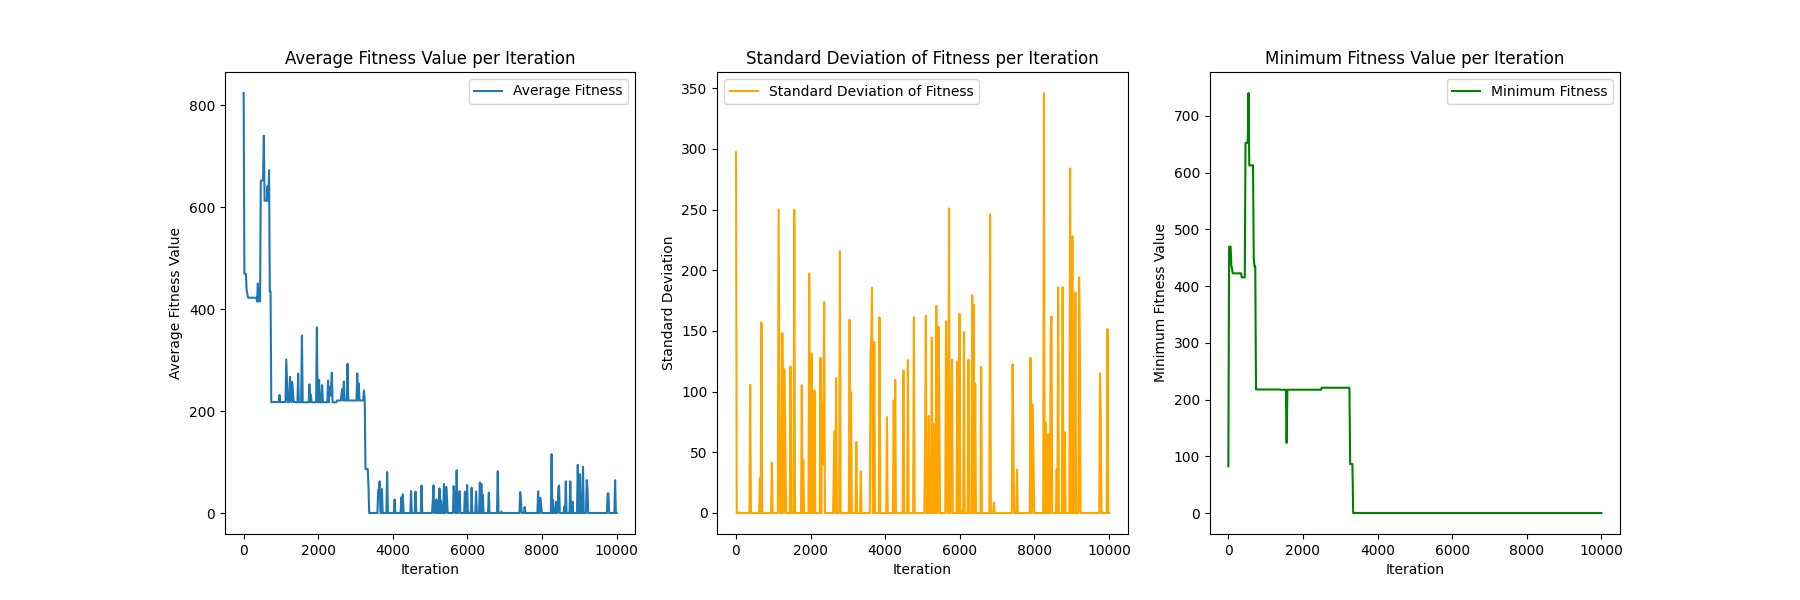 Average Fitness Value per Iteration
Average Fitness
Average Fitness Value
800
600
400
200
0
0 2000 4000 6000 8000 10000
Iteration
Standard Deviation of Fitness per Iteration
Standard Deviation of Fitness
Standard Deviation
350
300
250
200
150
100
50
0
0 2000 4000 6000 8000 10000
Iteration
Minimum Fitness Value per Iteration
Minimum Fitness
Minimum Fitness Value
700
600
500
400
300
200
100
0
0 2000 4000 6000 8000 10000
Iteration